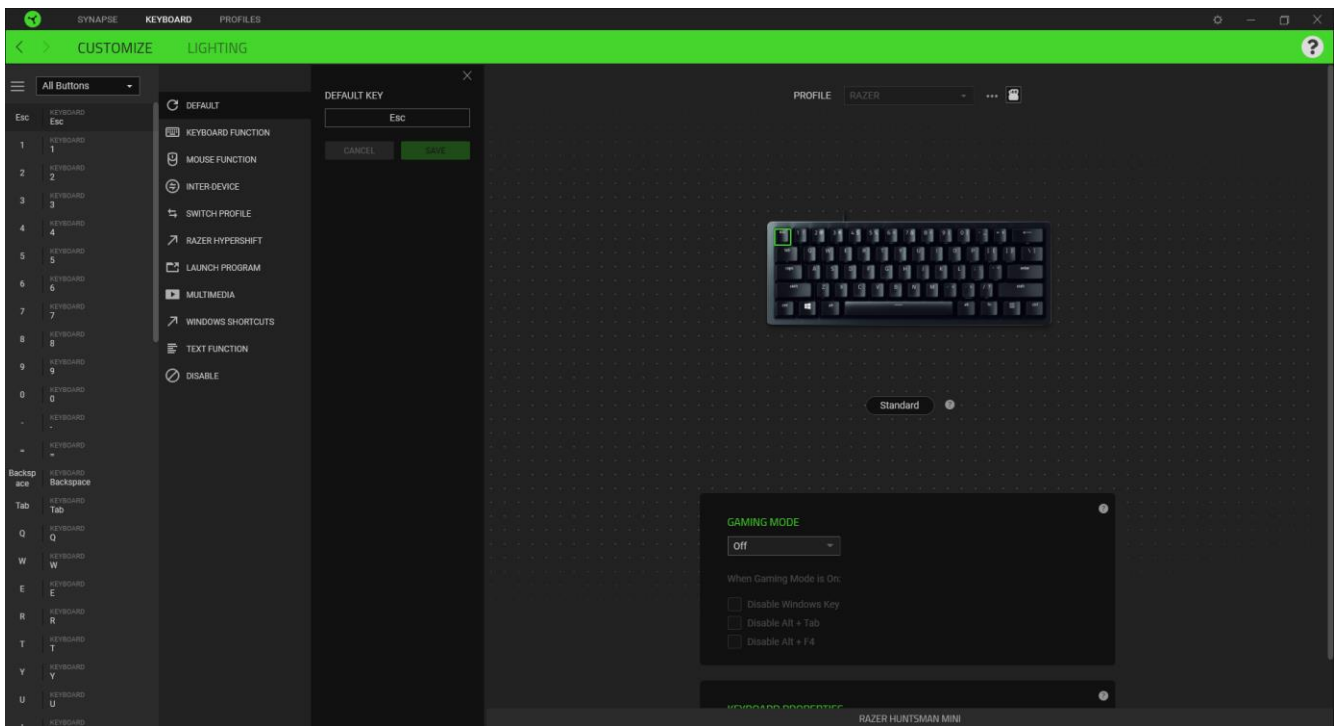 SYNAPSE KEYBOARD PROFILES
CUSTOMIZE LIGHTING
All Buttons
Esc KEYBOARD Esc
1 KEYBOARD 1
2 KEYBOARD 2
3 KEYBOARD 3
4 KEYBOARD 4
5 KEYBOARD 5
6 KEYBOARD 6
7 KEYBOARD 7
8 KEYBOARD 8
9 KEYBOARD 9
0 KEYBOARD 0
- KEYBOARD -
= KEYBOARD =
Backsp
ace
KEYBOARD
Backspace
Tab KEYBOARD Tab
Q KEYBOARD Q
W KEYBOARD W
E KEYBOARD E
R KEYBOARD R
T KEYBOARD T
Y KEYBOARD Y
U KEYBOARD U
KEYBOARD
DEFAULT
KEYBOARD FUNCTION
MOUSE FUNCTION
INTER-DEVICE
SWITCH PROFILE
RAZER HYPERSHIFT
LAUNCH PROGRAM
MULTIMEDIA
WINDOWS SHORTCUTS
TEXT FUNCTION
DISABLE
DEFAULT KEY
Esc
CANCEL SAVE
PROFILE RAZER
Standard
GAMING MODE
Off
When Gaming Mode is On:
Disable Windows Key
Disable Alt + Tab
Disable Alt + F4
KEYBOARD PROPERTIES
RAZER HUNTSMAN MINI